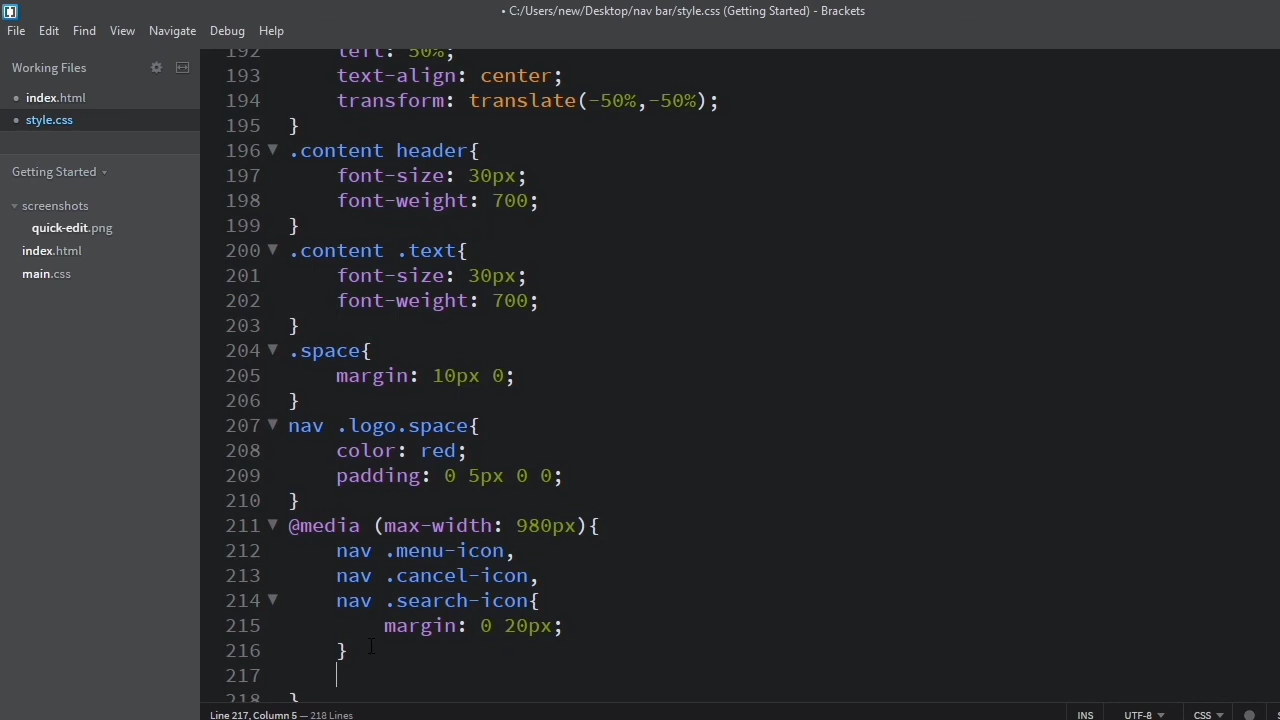 • C:/Users/new/Desktop/nav bar/style.css (Getting Started) - Brackets
File Edit Find View Navigate Debug Help
Working Files
• index.html
• style.css
Getting Started
screenshots
quick-edit.png
index.html
main.css
192 left: 50%;
193 text-align: center;
194 transform: translate(-50%,-50%);
195 }
196 .content header{
197 font-size: 30px;
198 font-weight: 700;
199 }
200 .content .text{
201 font-size: 30px;
202 font-weight: 700;
203 }
204 .space{
205 margin: 10px 0;
206 }
207 nav .logo.space{
208 color: red;
209 padding: 0 5px 0 0;
210 }
211 @media (max-width: 980px){
212 nav .menu-icon,
213 nav .cancel-icon,
214 nav .search-icon{
215 margin: 0 20px;
216 }
217
218 }
Line 217, Column 5 — 218 Lines
INS UTF-8 CSS